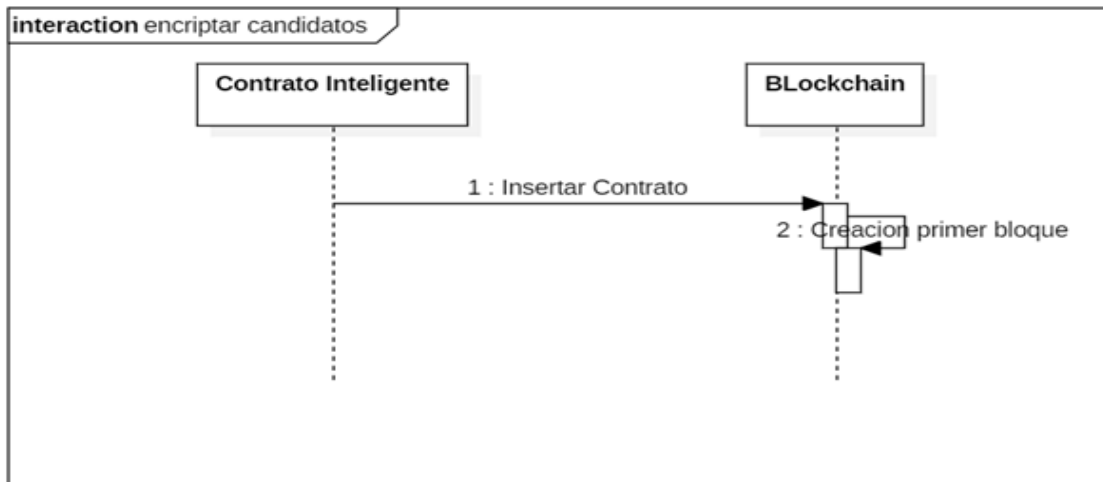 interaction encriptar candidatos
Contrato Inteligente
BLockchain
1 : Insertar Contrato
2 : Creacion primer bloque